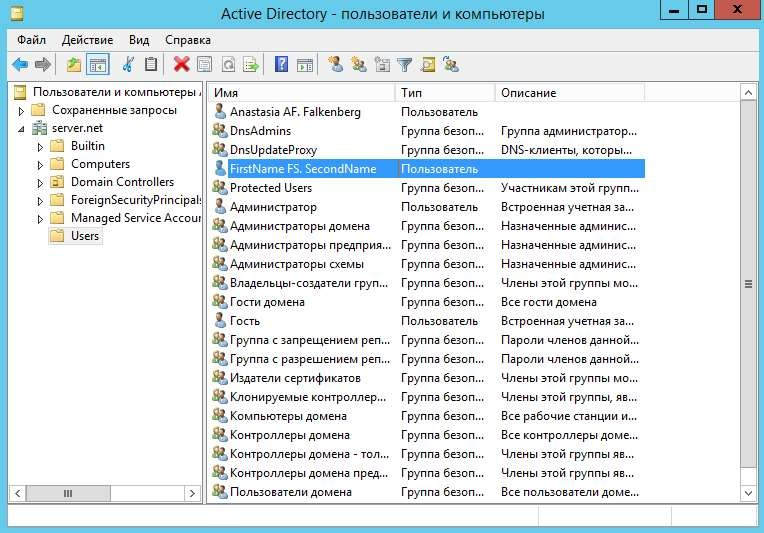 Active Directory - пользователи и компьютеры
Файл Действие Вид Справка
Пользователи и компьютеры
Сохраненные запросы
server.net
Builtin
Computers
Domain Controllers
ForeignSecurityPrincipals
Managed Service Accou
Users
Имя Тип Описание
Anastasia AF. Falkenberg Пользователь
DnsAdmins Группа безоп... Группа администратор...
DnsUpdateProxy Группа безоп... DNS-клиенты, которы...
FirstName FS. SecondName Пользователь
Protected Users Группа безоп... Участникам этой групп...
Администратор Пользователь Встроенная учетная за...
Администраторы домена Группа безоп... Назначенные админис...
Администраторы предприя... Группа безоп... Назначенные админис...
Администраторы схемы Группа безоп... Назначенные админис...
Владельцы-создатели груп... Группа безоп... Члены этой группы мо...
Гости домена Группа безоп... Все гости домена
Гость Пользователь Встроенная учетная за...
Группа с запрещением реп... Группа безоп... Пароли членов данной...
Группа с разрешением реп... Группа безоп... Пароли членов данной...
Издатели сертификатов Группа безоп... Члены этой группы мо...
Клонируемые контроллер... Группа безоп... Члены этой группы, яв...
Компьютеры домена Группа безоп... Все рабочие станции и...
Контроллеры домена Группа безоп... Все контроллеры доме...
Контроллеры домена - тол... Группа безоп... Члены этой группы яв...
Контроллеры домена пред... Группа безоп... Члены этой группы яв...
Пользователи домена Группа безоп... Все пользователи доме...